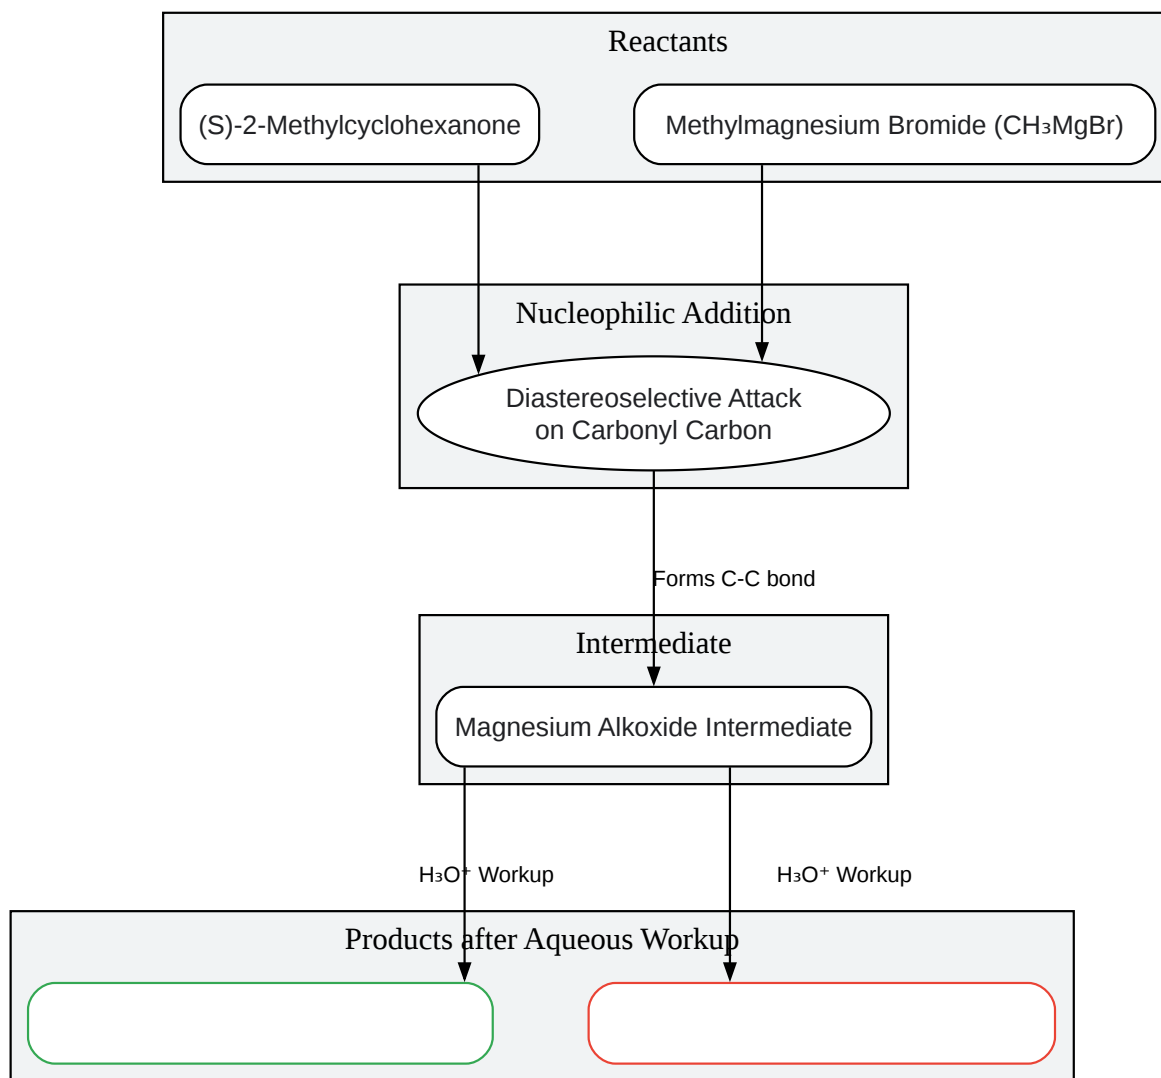 Reactants
(S)-2-Methylcyclohexanone
Methylmagnesium Bromide (CH₃MgBr)
Nucleophilic Addition
Diastereoselective Attack
on Carbonyl Carbon
Forms C-C bond
Intermediate
Magnesium Alkoxide Intermediate
H₃O⁺ Workup
H₃O⁺ Workup
Products after Aqueous Workup